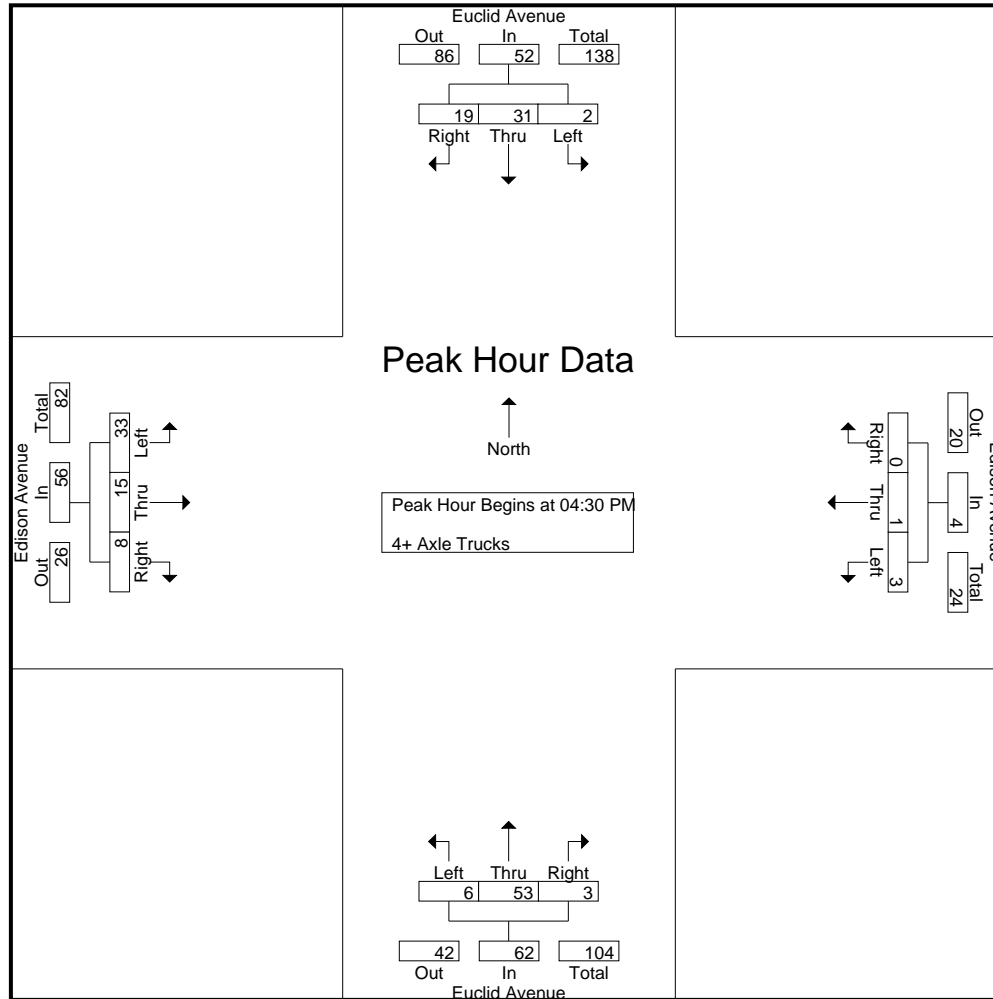 Euclid Avenue
Out In Total
86 52 138
19 31 2
Right Thru Left
Peak Hour Data
North
Peak Hour Begins at 04:30 PM
4+ Axle Trucks
Edison Avenue
Out In Total
26 56 82
33 15 8
Left Thru Right
Edison Avenue
Out In Total
20 4 24
0 1 3
Right Thru Left
Left Thru Right
6 53 3
42 62 104
Out In Total
Euclid Avenue